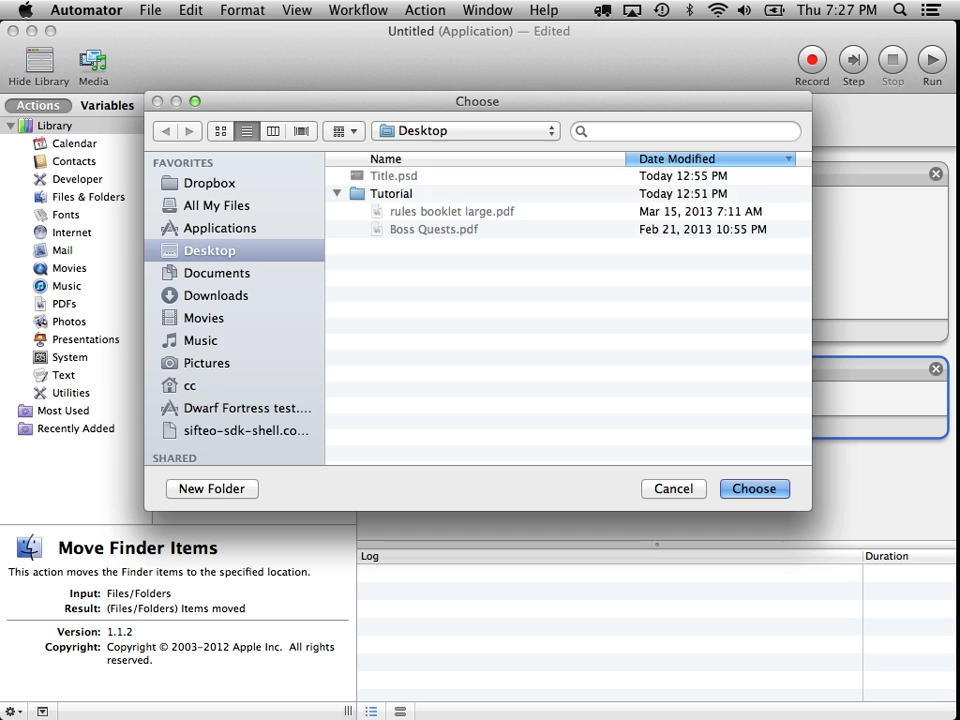 Automator File Edit Format View Workflow Action Window Help Thu 7:27 PM
Untitled (Application) — Edited
Hide Library Media Record Step Stop Run
Actions Variables
Library
Calendar
Contacts
Developer
Files & Folders
Fonts
Internet
Mail
Movies
Music
PDFs
Photos
Presentations
System
Text
Utilities
Most Used
Recently Added
Choose
Desktop
FAVORITES
Dropbox
All My Files
Applications
Desktop
Documents
Downloads
Movies
Music
Pictures
cc
Dwarf Fortress test....
sifteo-sdk-shell.co...
SHARED
Name Date Modified
Title.psd Today 12:55 PM
Tutorial Today 12:51 PM
rules booklet large.pdf Mar 15, 2013 7:11 AM
Boss Quests.pdf Feb 21, 2013 10:55 PM
New Folder Cancel Choose
Move Finder Items
This action moves the Finder items to the specified location.
Input: Files/Folders
Result: (Files/Folders) Items moved
Version: 1.1.2
Copyright: Copyright © 2003-2012 Apple Inc. All rights
reserved.
Log Duration